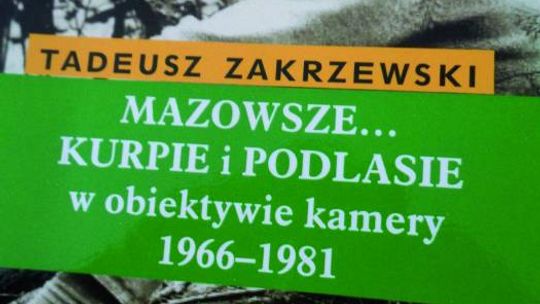 TADEUSZ ZAKRZEWSKI
MAZOWSZE...
KURPIE i PODLASIE
w obiektywie kamery
1966–1981